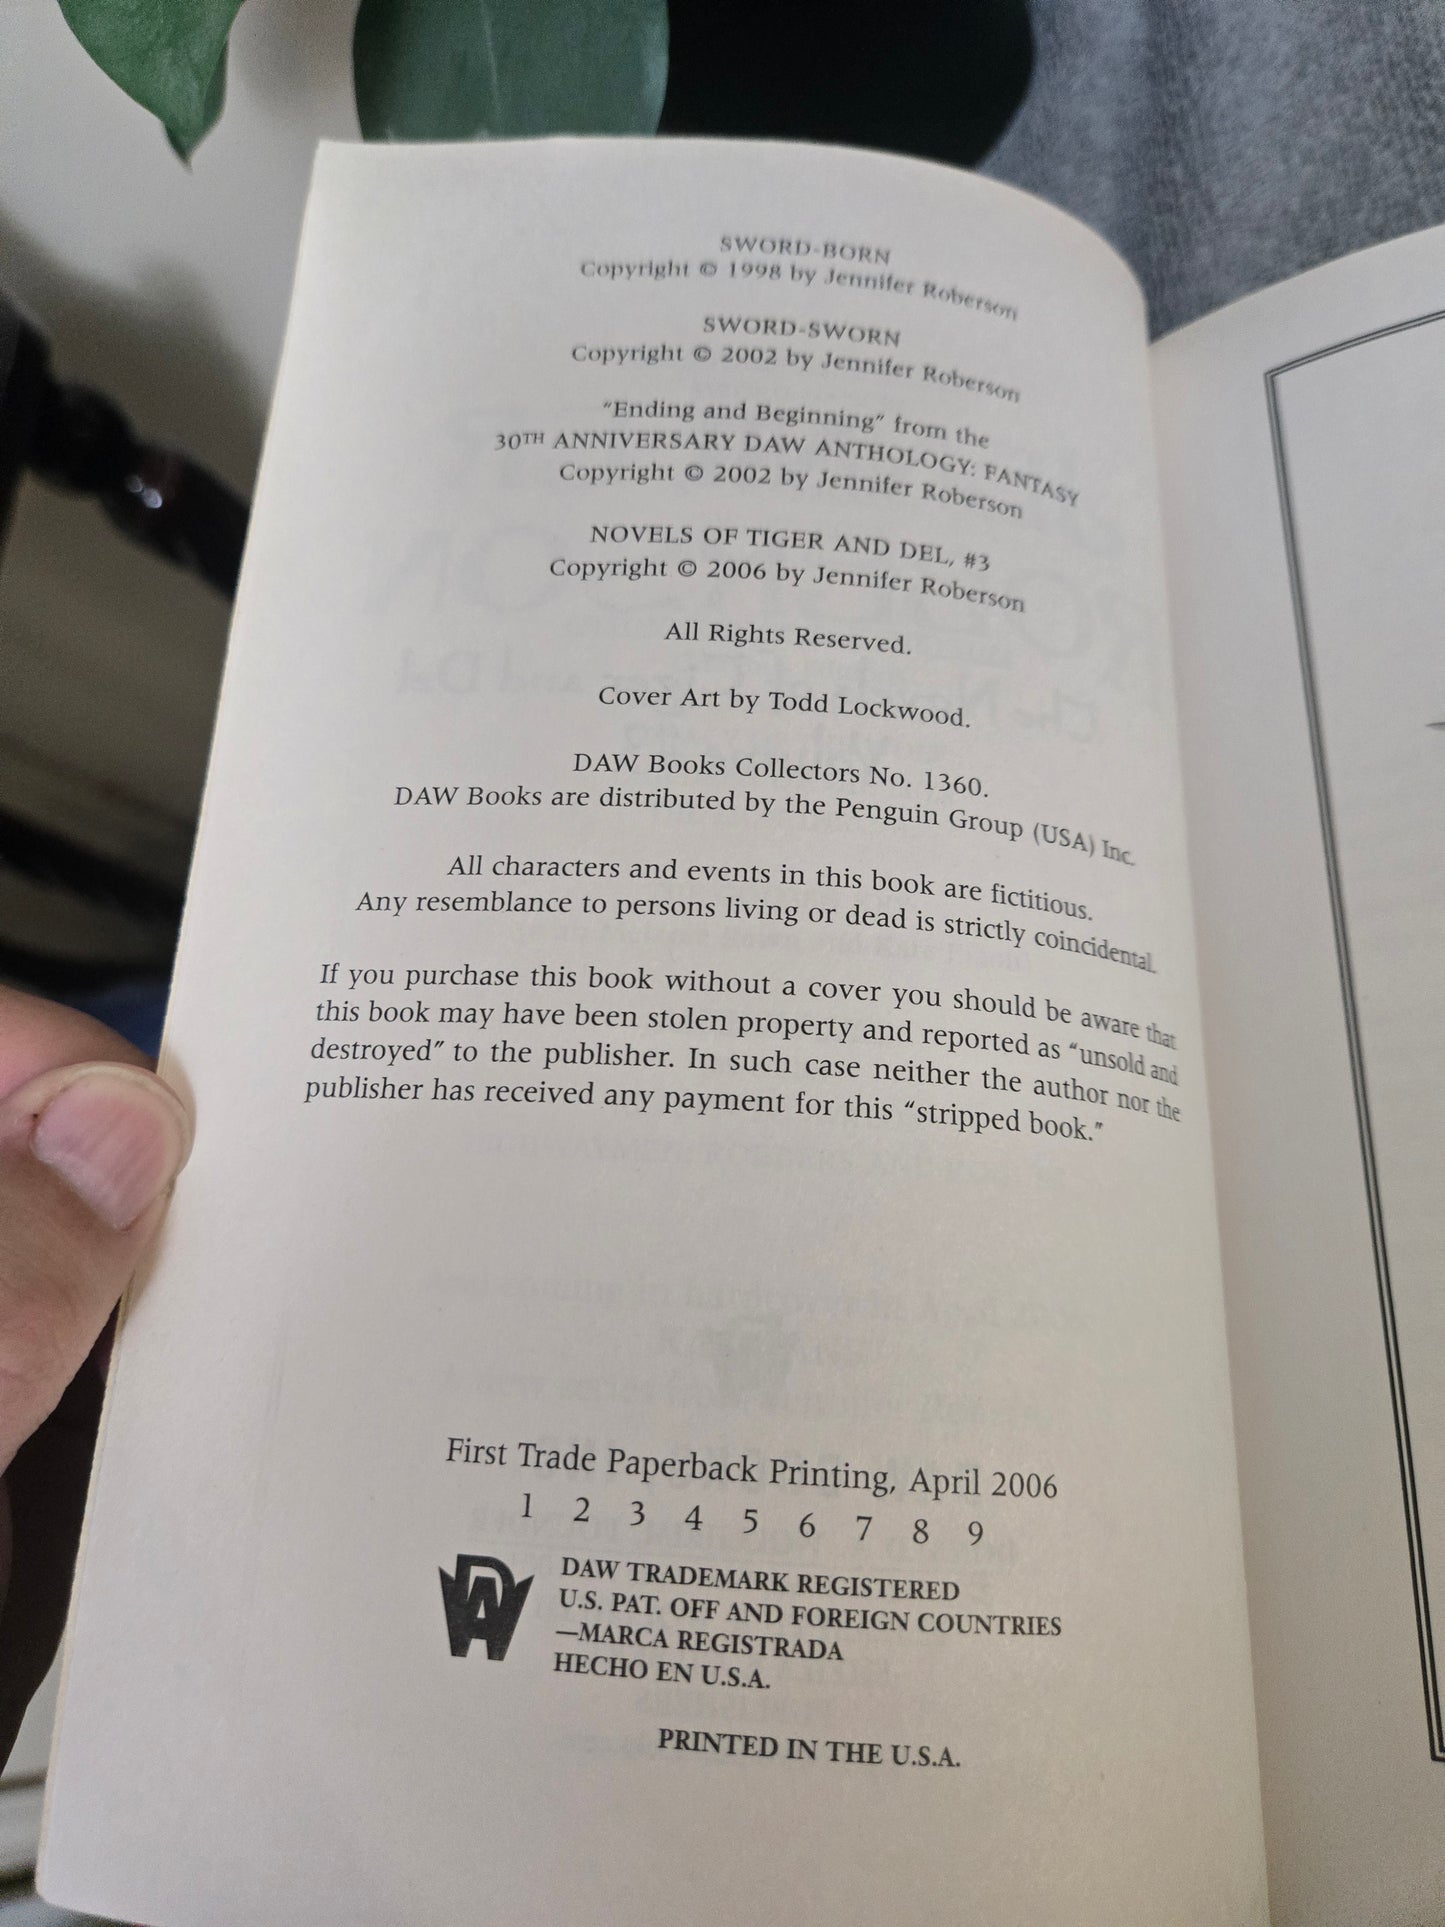 SWORD-BORN
Copyright © 1998 by Jennifer Roberson
SWORD-SWORN
Copyright © 2002 by Jennifer Roberson
"Ending and Beginning" from the
30TH ANNIVERSARY DAW ANTHOLOGY: FANTASY
Copyright © 2002 by Jennifer Roberson
NOVELS OF TIGER AND DEL, #3
Copyright © 2006 by Jennifer Roberson
All Rights Reserved.
Cover Art by Todd Lockwood.
DAW Books Collectors No. 1360.
DAW Books are distributed by the Penguin Group (USA) Inc.
All characters and events in this book are fictitious.
Any resemblance to persons living or dead is strictly coincidental.
If you purchase this book without a cover you should be aware that
this book may have been stolen property and reported as "unsold and
destroyed" to the publisher. In such case neither the author nor the
publisher has received any payment for this "stripped book."
First Trade Paperback Printing, April 2006
1 2 3 4 5 6 7 8 9
DAW
DAW TRADEMARK REGISTERED
U.S. PAT. OFF AND FOREIGN COUNTRIES
—MARCA REGISTRADA
HECHO EN U.S.A.
PRINTED IN THE U.S.A.